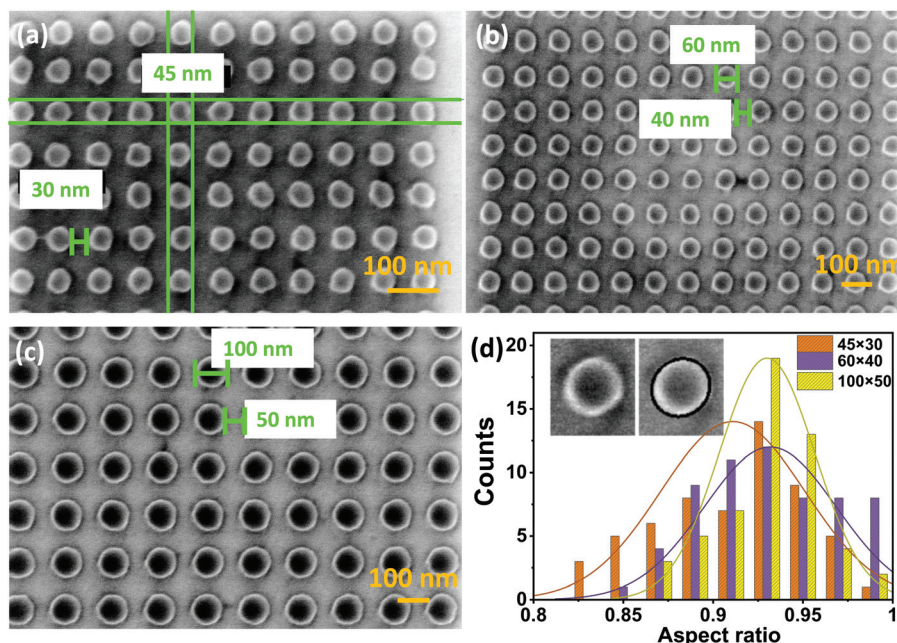 (a)
45 nm
30 nm
100 nm
(b)
60 nm
40 nm
100 nm
(c)
100 nm
50 nm
100 nm
(d)
20
15
10
5
0
Counts
45×30
60×40
100×50
0.8
0.85
0.9
0.95
1
Aspect ratio